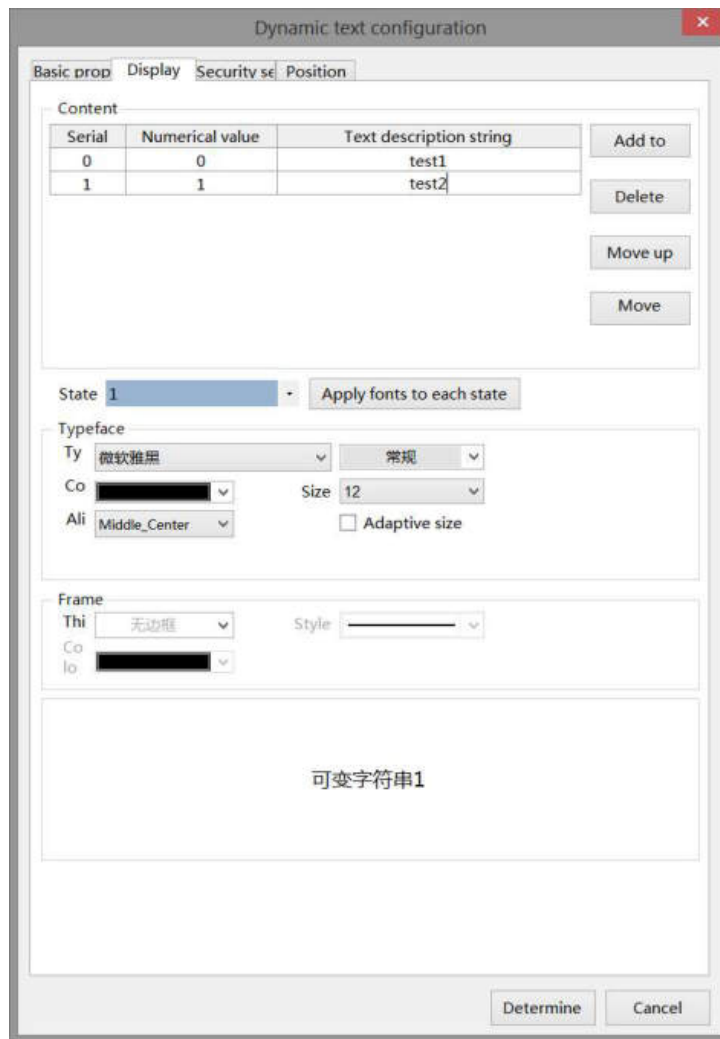 Dynamic text configuration
Basic prop Display Security se Position
Content
Serial Numerical value Text description string
0 0 test1
1 1 test2
Add to
Delete
Move up
Move
State 1 Apply fonts to each state
Typeface
Ty 微软雅黑 常规
Co Size 12
Ali Middle_Center Adaptive size
Frame
Thi 无边框 Style
Co
lo
可变字符串1
Determine Cancel